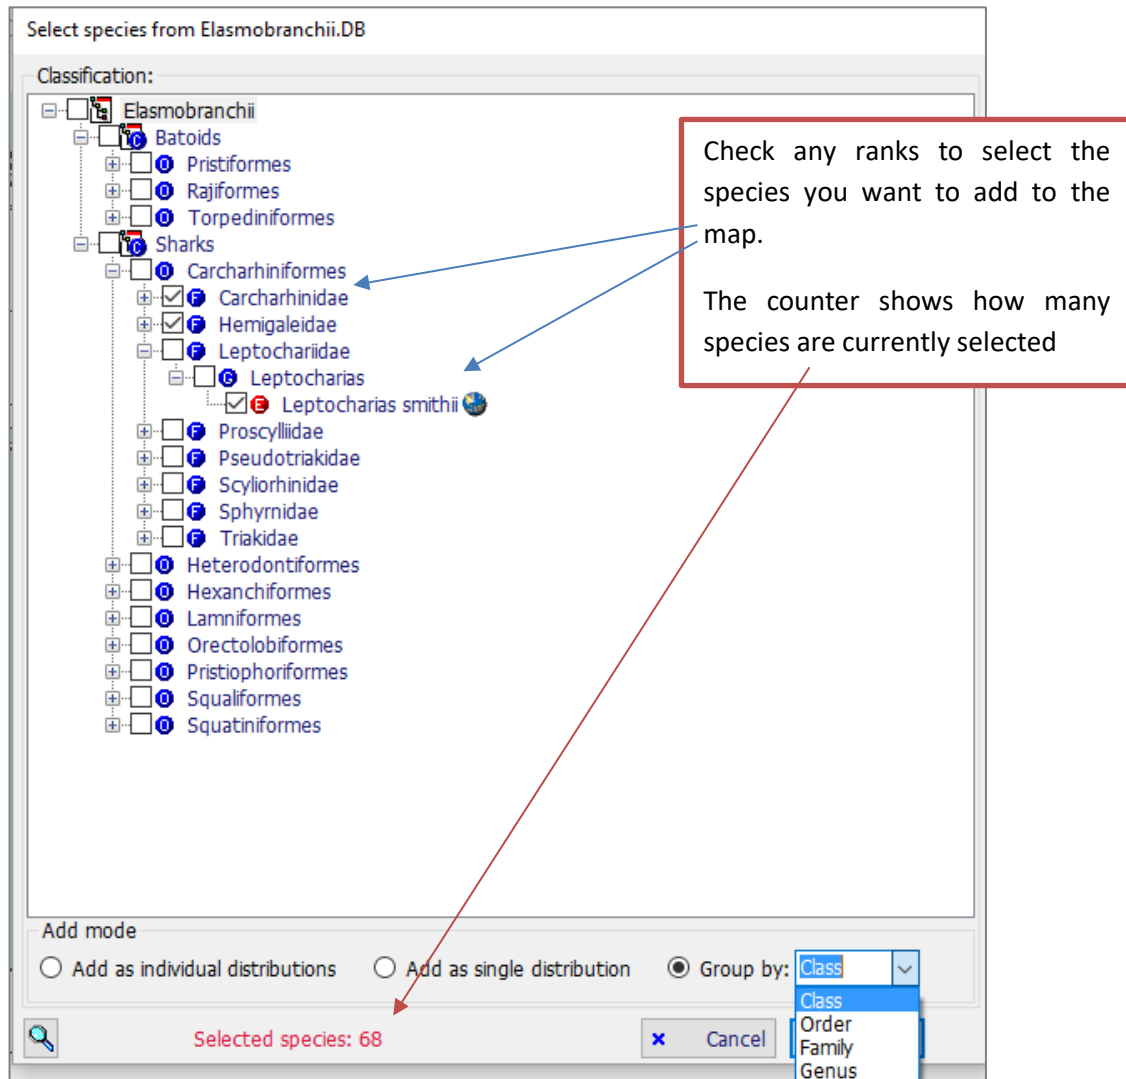 Select species from Elasmobranchii.DB
Classification:
Elasmobranchii
C Batoids
O Pristiformes
O Rajiformes
O Torpediniformes
C Sharks
O Carcharhiniformes
F Carcharhinidae
F Hemigaleidae
F Leptochariidae
G Leptocharias
E Leptocharias smithii
F Proscylliidae
F Pseudotriakidae
F Scyliorhinidae
F Sphyrnidae
F Triakidae
O Heterodontiformes
O Hexanchiformes
O Lamniformes
O Orectolobiformes
O Pristiophoriformes
O Squaliformes
O Squatiniformes
Check any ranks to select the
species you want to add to the
map.
The counter shows how many
species are currently selected
Add mode
Add as individual distributions Add as single distribution Group by: Class
Class
Order
Family
Genus
Selected species: 68
Cancel